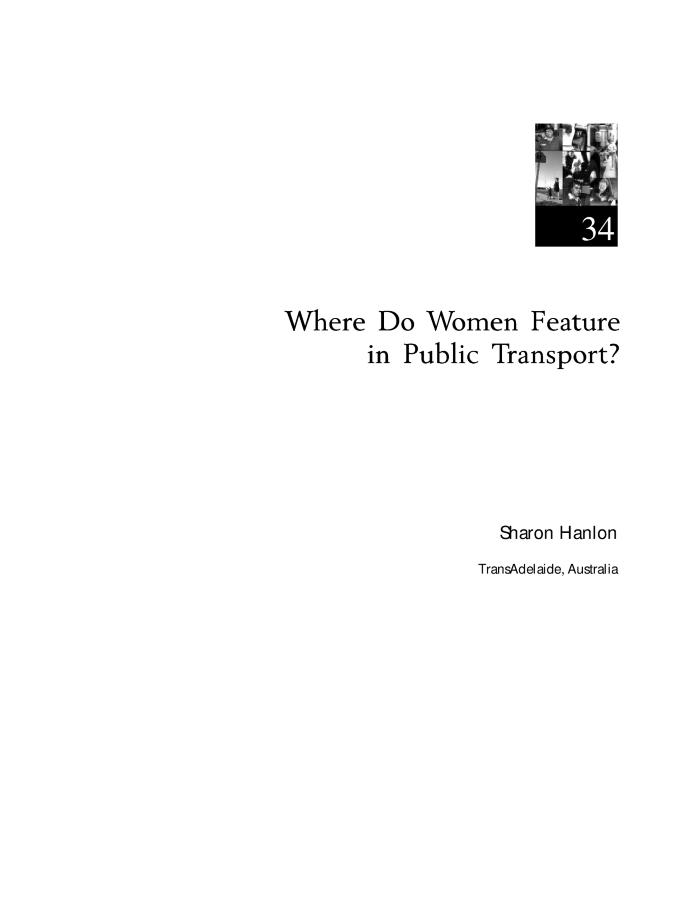 34
Where Do Women Feature
in Public Transport?
Sharon Hanlon
TransAdelaide, Australia